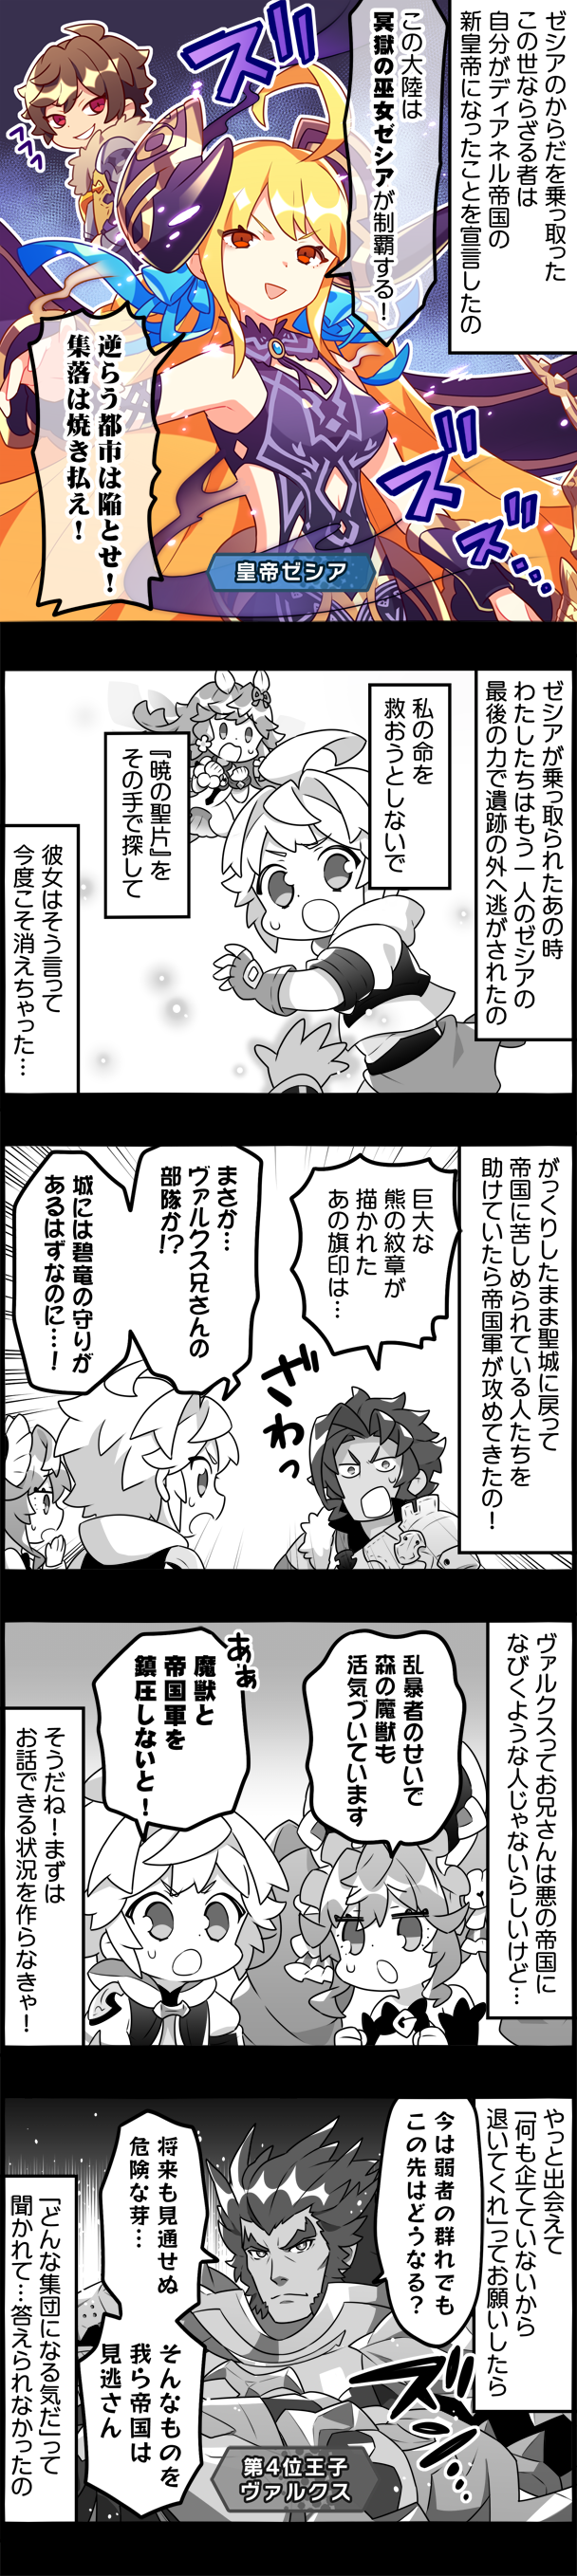 ゼシアのからだを乗っ取った
この世ならざる者は
自分がディアネル帝国の
新皇帝になったことを宣言したの
この大陸は
冥獄の巫女ゼシアが制覇する！
ズッ
フフフ
逆らう都市は陥とせ！
集落は焼き払え！
ズズ…
皇帝ゼシア
ゼシアが乗っ取られたあの時
わたしたちはもう一人のゼシアの
最後の力で遺跡の外へ逃がされたの
私の命を
救おうとしないで
『暁の聖片』を
その手で探して
彼女はそう言って
今度こそ消えちゃった…
がっくりしたまま聖城に戻って
帝国に苦しめられている人たちを
助けていたら帝国軍が攻めてきたの！
巨大な
熊の紋章が
描かれた
あの旗印は…
まさか…
ヴァルクス兄さんの
部隊か!?
城には碧竜の守りが
あるはずなのに…！
ざわっ
ヴァルクスってお兄さんは悪の帝国に
なびくような人じゃないらしいけど…
乱暴者のせいで
森の魔獣も
活気づいています
ああ
魔獣と
帝国軍を
鎮圧しないと！
そうだね！まずは
お話できる状況を作らなきゃ！
やっと出会えて
「何も企てていないから
退いてくれ」ってお願いしたら
今は弱者の群れでも
この先はどうなる？
将来も見通せぬ
危険な芽…
そんなものを
我ら帝国は
見逃さん
ズン…
第4位王子
ヴァルクス
「どんな集団になる気だ」って
聞かれて…答えられなかったの